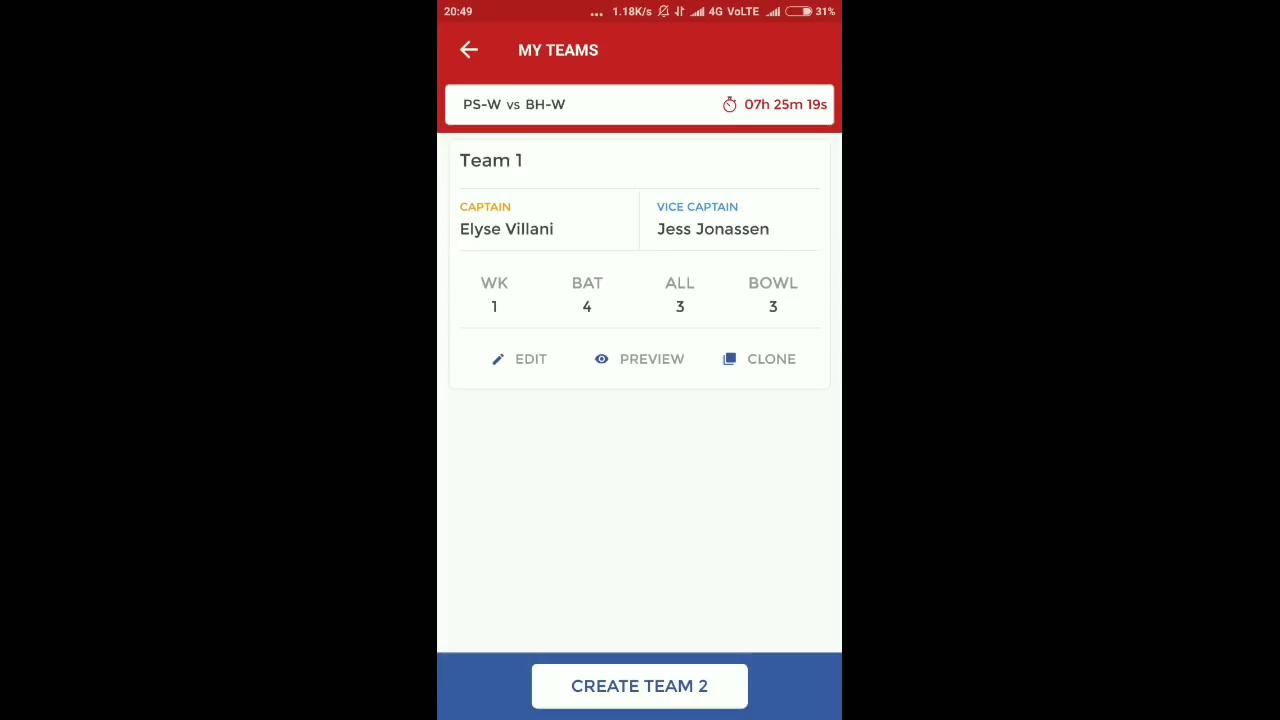 20:49 ... 1.18K/s 4G VoLTE 31%
MY TEAMS
PS-W vs BH-W 07h 25m 19s
Team 1
CAPTAIN VICE CAPTAIN
Elyse Villani Jess Jonassen
WK BAT ALL BOWL
1 4 3 3
EDIT PREVIEW CLONE
CREATE TEAM 2